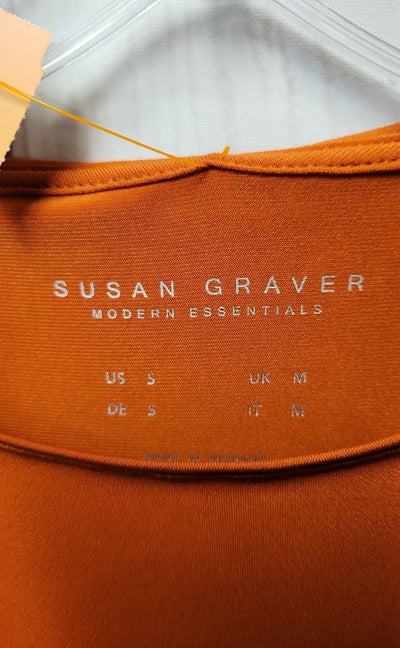 SUSAN GRAVER
MODERN ESSENTIALS
US S UK M
DE S IT M